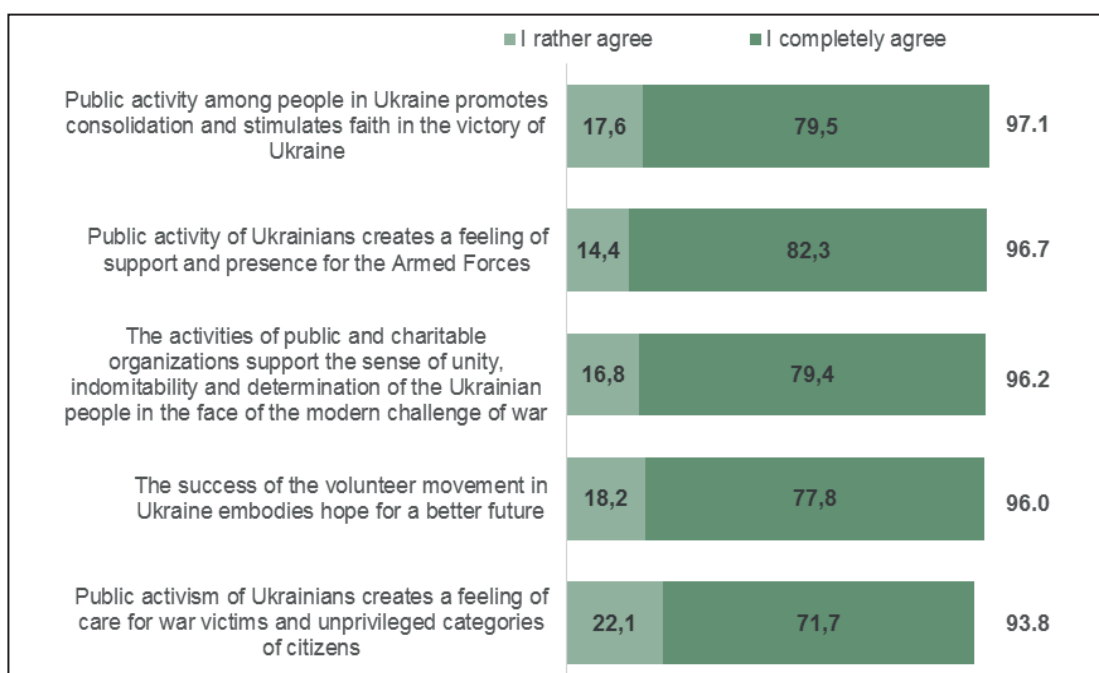 I rather agree
I completely agree
Public activity among people in Ukraine promotes
consolidation and stimulates faith in the victory of
Ukraine
17,6
79,5
97.1
Public activity of Ukrainians creates a feeling of
support and presence for the Armed Forces
14,4
82,3
96.7
The activities of public and charitable
organizations support the sense of unity,
indomitability and determination of the Ukrainian
people in the face of the modern challenge of war
16,8
79,4
96.2
The success of the volunteer movement in
Ukraine embodies hope for a better future
18,2
77,8
96.0
Public activism of Ukrainians creates a feeling of
care for war victims and unprivileged categories
of citizens
22,1
71,7
93.8